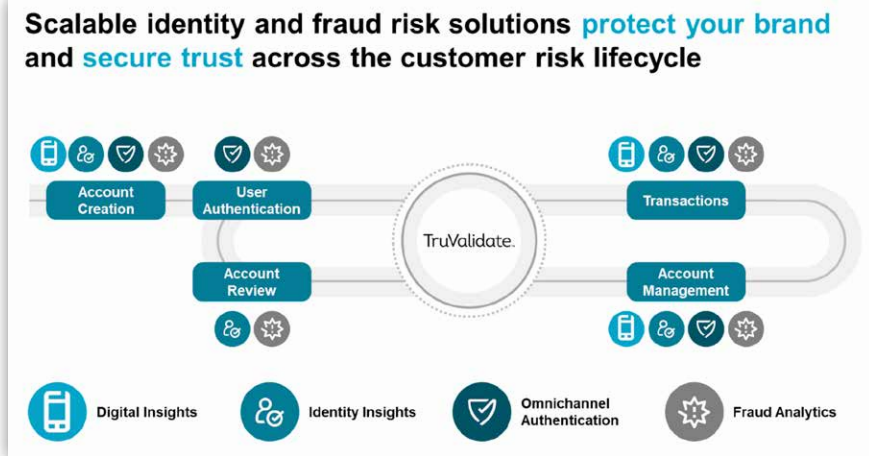 Scalable identity and fraud risk solutions protect your brand
and secure trust across the customer risk lifecycle
Account
Creation
User
Authentication
Transactions
TruValidate.
Account
Review
Account
Management
Digital Insights
Identity Insights
Omnichannel
Authentication
Fraud Analytics